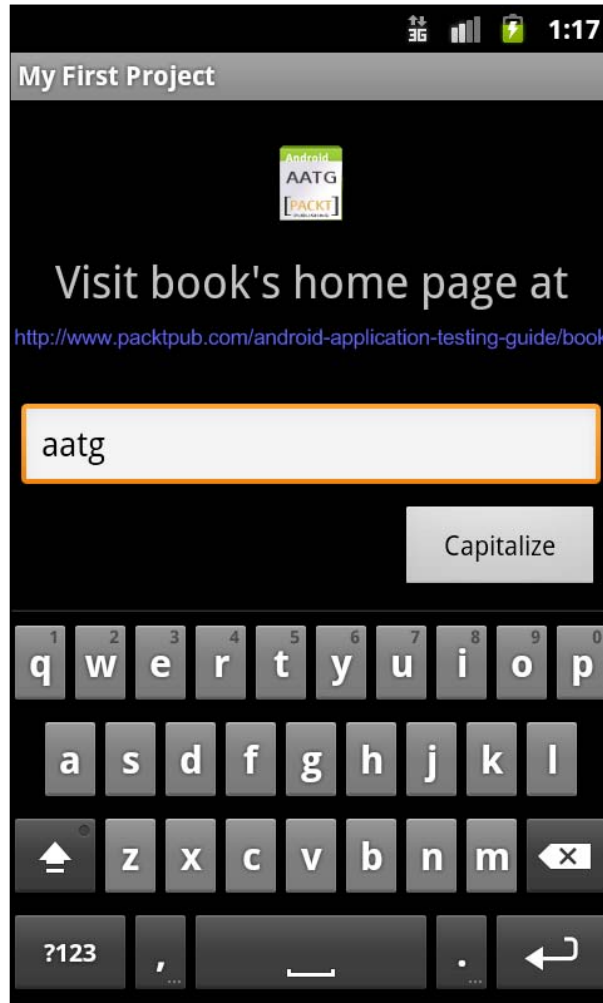 3G 1:17
My First Project
Android
AATG
[PACKT]
Visit book's home page at
http://www.packtpub.com/android-application-testing-guide/book
aatg
Capitalize
1 2 3 4 5 6 7 8 9 0
q w e r t y u i o p
a s d f g h j k l
z x c v b n m
?123 , ... . ...